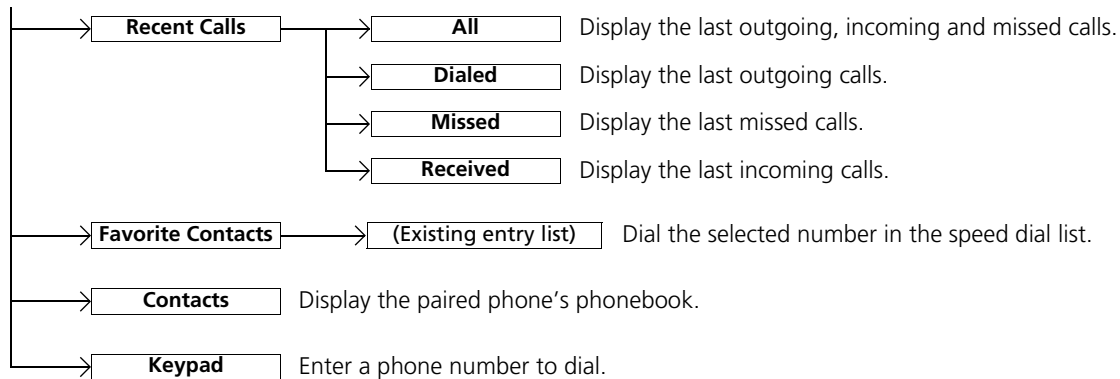 Recent Calls All Display the last outgoing, incoming and missed calls.
Dialed Display the last outgoing calls.
Missed Display the last missed calls.
Received Display the last incoming calls.
Favorite Contacts (Existing entry list) Dial the selected number in the speed dial list.
Contacts Display the paired phone’s phonebook.
Keypad Enter a phone number to dial.